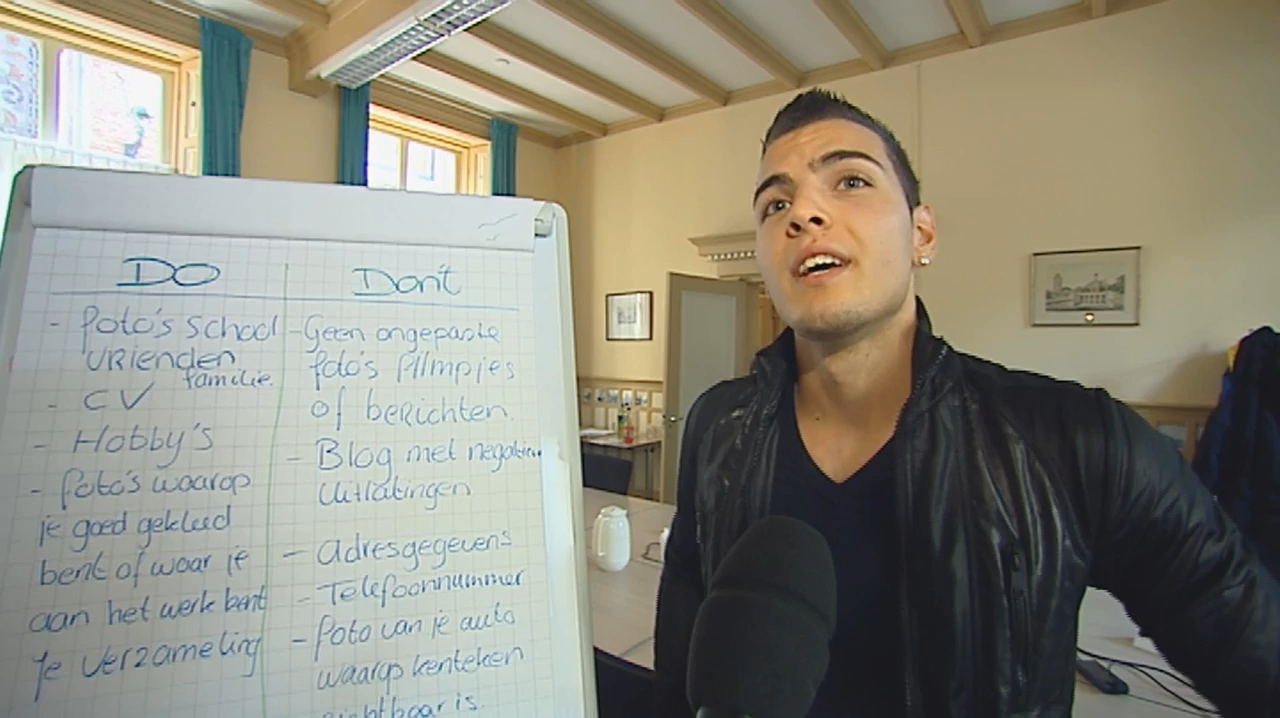 DO
- foto's school
vrienden
familie.
- CV
- Hobby's
- foto's waarop
je goed gekleed
bent of waar je
aan het werk bent
je verzameling
Don't
- Geen ongepaste
foto's filmpjes
of berichten.
- Blog met
uitlatingen
- adresgegevens
- Telefoonnummer
- foto van je auto
waarop kenteken
zichtbaar is.